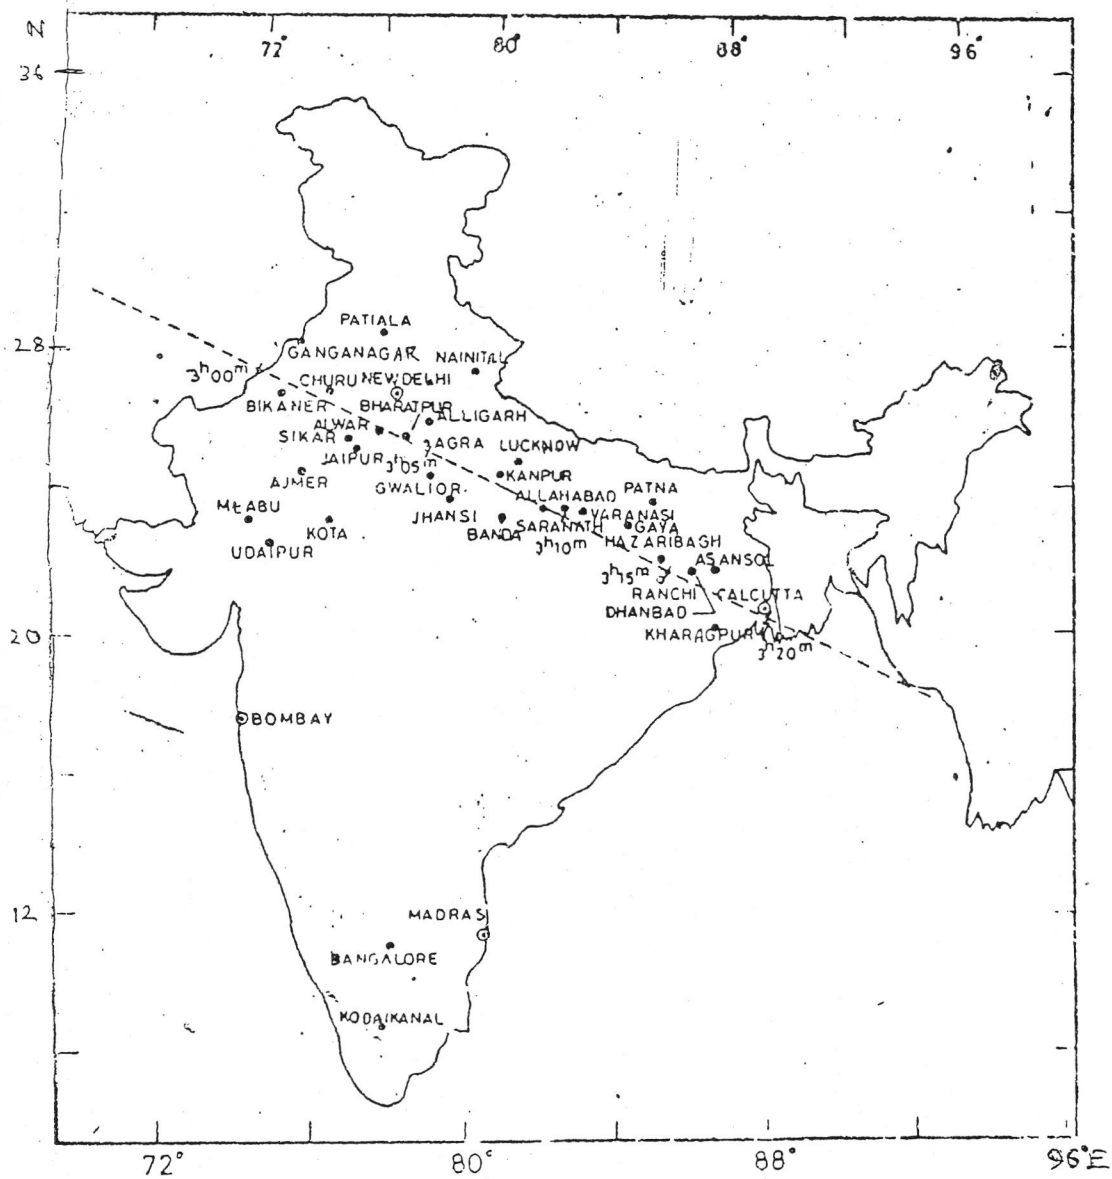 N
72° 80° 88° 96°
36
PATIALA
28
GANGANAGAR NAINITAL
3h00m CHURU NEW DELHI
BIKANER BHARATPUR
ALLIGARH
ALWAR
SIKAR AGRA LUCKNOW
JAIPUR 3h05m
KANPUR
AJMER GWALIOR
ALLAHABAD PATNA
MtABU JHANSI VARANASI
KOTA BANDA SARANATH GAYA
UDAIPUR 3h10m HAZARIBAGH
3h15m ASANSOL
RANCHI CALCUTTA
DHANBAD
20 KHARAGPUR
3h20m
BOMBAY
12 MADRAS
BANGALORE
KODAIKANAL
72° 80° 88° 96°E